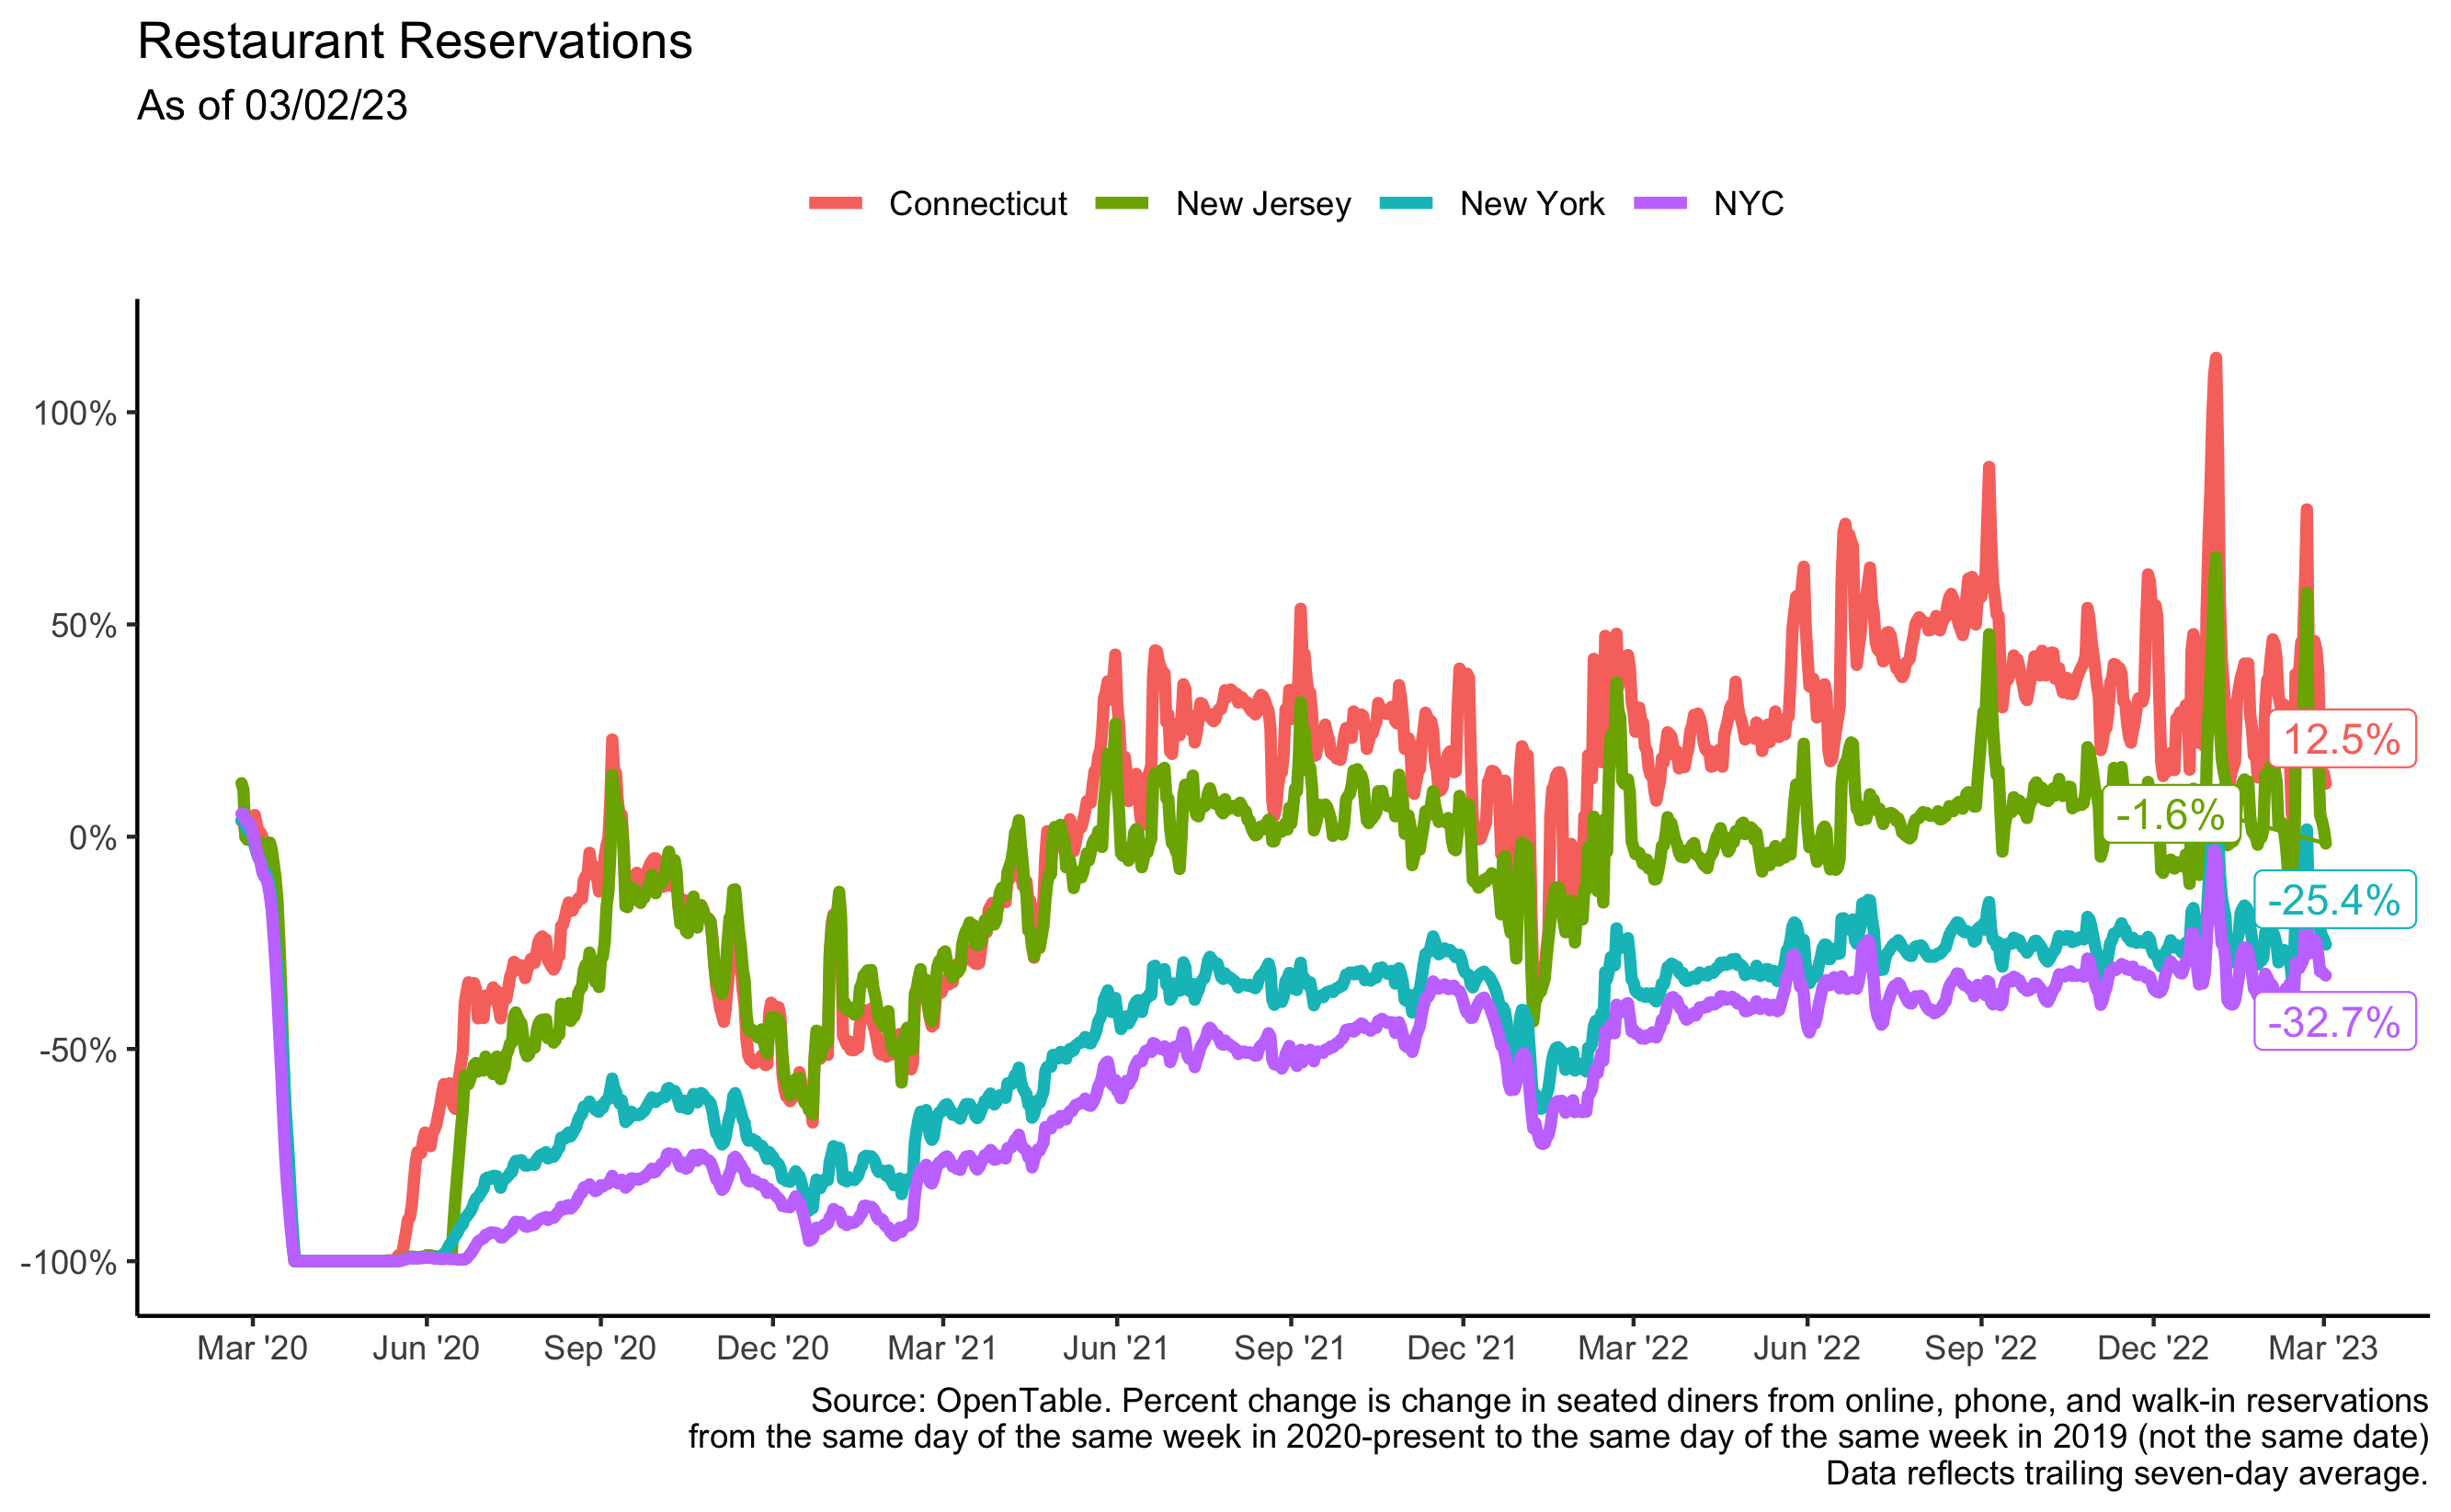 Restaurant Reservations
As of 03/02/23
Connecticut New Jersey New York NYC
100%
50%
0%
-50%
-100%
12.5%
-1.6%
-25.4%
-32.7%
Mar '20 Jun '20 Sep '20 Dec '20 Mar '21 Jun '21 Sep '21 Dec '21 Mar '22 Jun '22 Sep '22 Dec '22 Mar '23
Source: OpenTable. Percent change is change in seated diners from online, phone, and walk-in reservations
from the same day of the same week in 2020-present to the same day of the same week in 2019 (not the same date)
Data reflects trailing seven-day average.